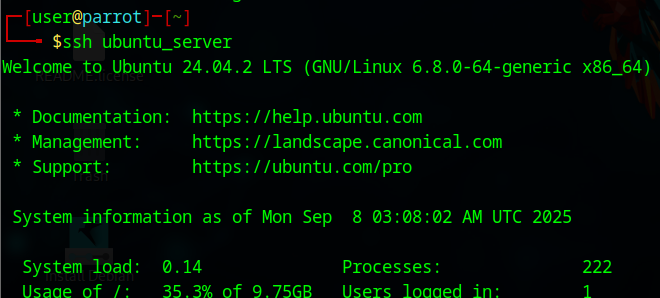 ┌─[user@parrot]─[~]
└──╼ $ssh ubuntu_server
Welcome to Ubuntu 24.04.2 LTS (GNU/Linux 6.8.0-64-generic x86_64)
* Documentation:  https://help.ubuntu.com
* Management:     https://landscape.canonical.com
* Support:        https://ubuntu.com/pro
System information as of Mon Sep  8 03:08:02 AM UTC 2025
System load:  0.14              Processes:              222
Usage of /:   35.3% of 9.75GB   Users logged in:        1
README.license
Trash